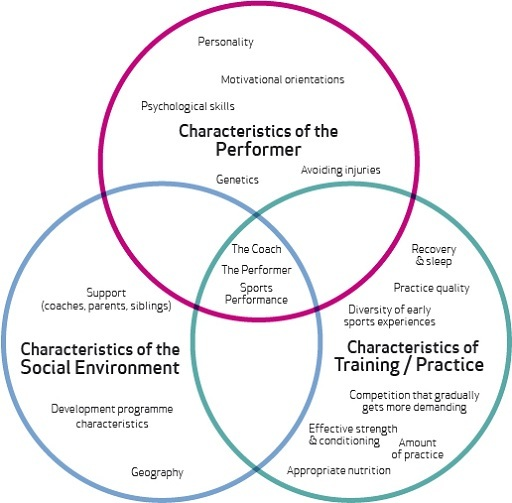 Personality
Motivational orientations
Psychological skills
Characteristics of the
Performer
Avoiding injuries
Genetics
The Coach
The Performer
Sports
Performance
Support
(coaches, parents, siblings)
Characteristics of the
Social Environment
Development programme
characteristics
Geography
Recovery
& sleep
Practice quality
Diversity of early
sports experiences
Characteristics of
Training / Practice
Competition that gradually
gets more demanding
Effective strength
& conditioning
Amount
of practice
Appropriate nutrition